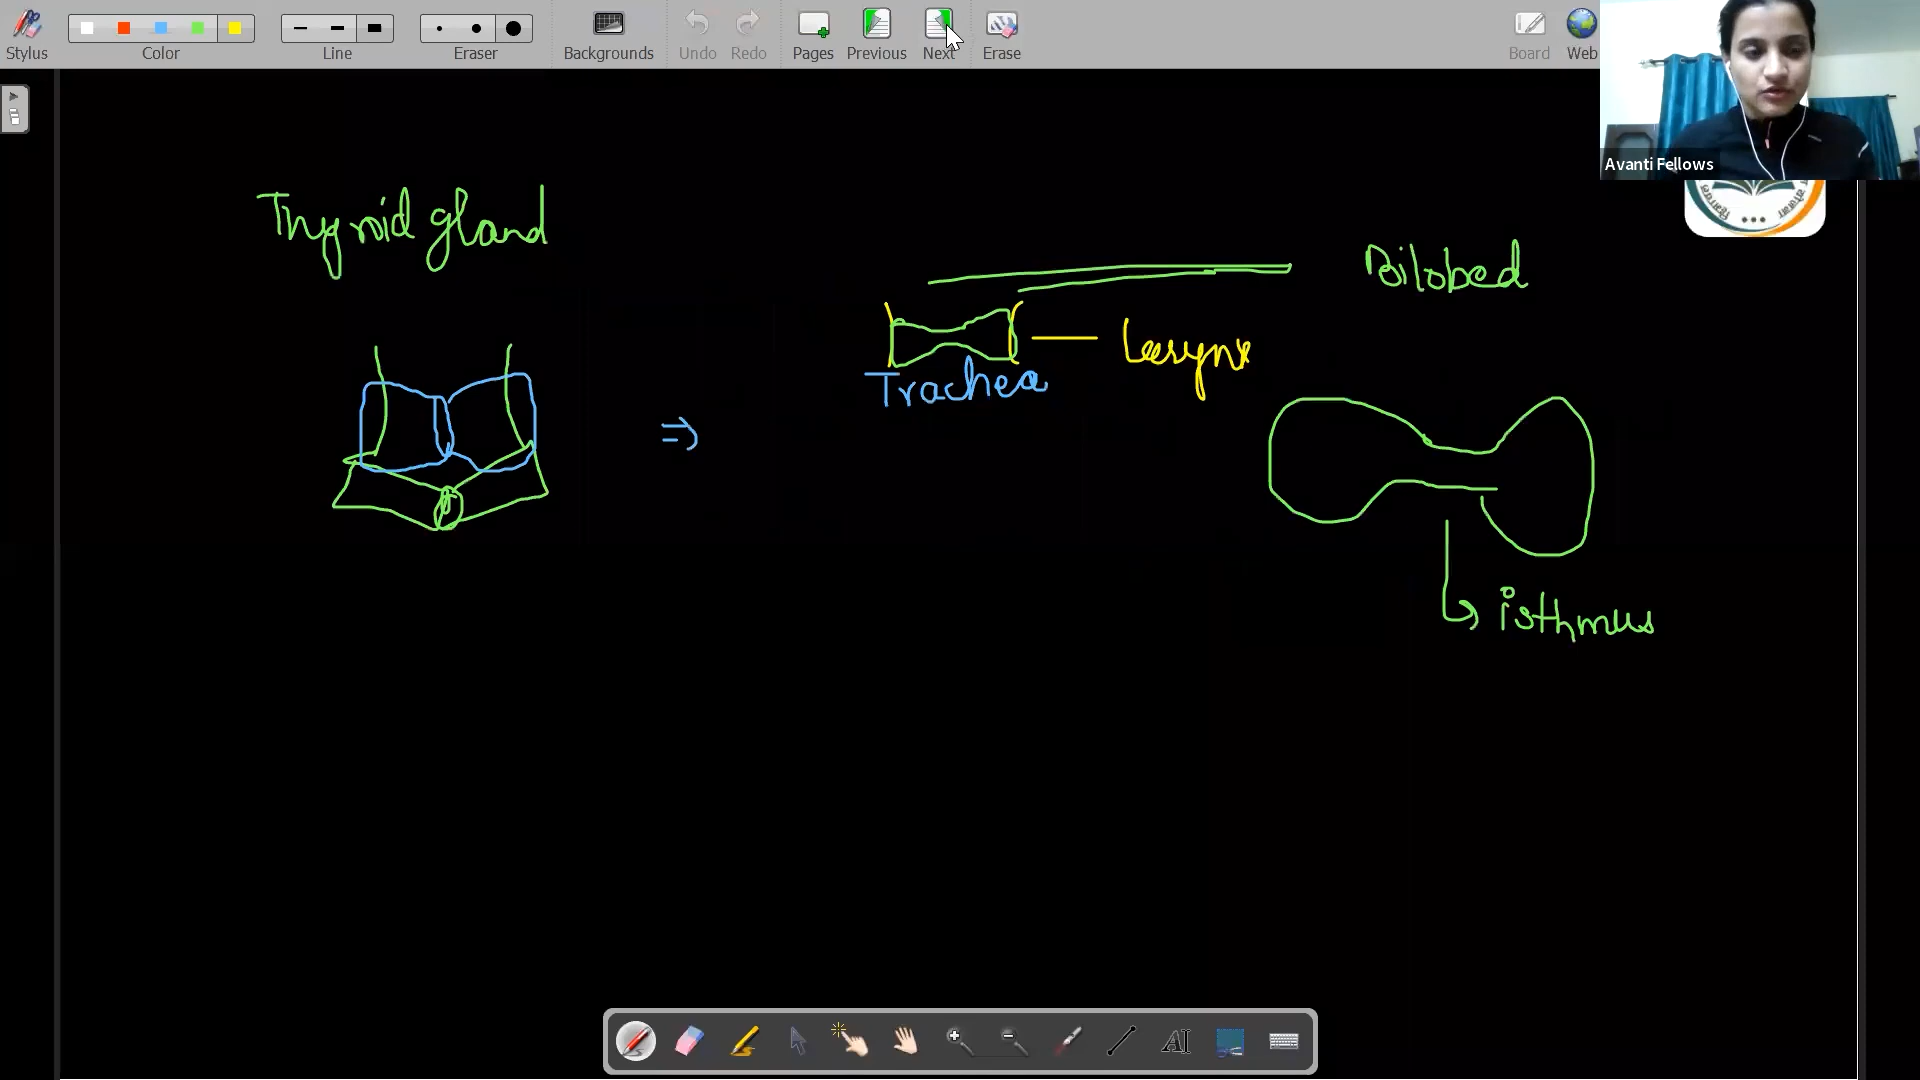 Stylus
Color
Line
Eraser
Backgrounds
Undo
Redo
Pages
Previous
Next
Erase
Board
Web
Avanti Fellows
Thyroid gland
Bilobed
Larynx
Trachea
⇒
isthmus
AI